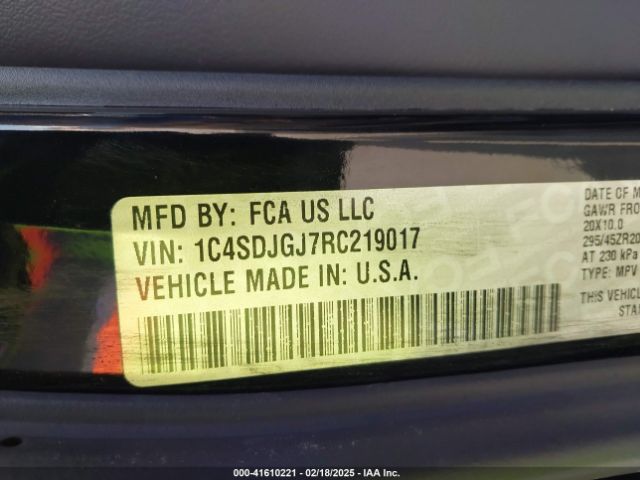 MFD BY: FCA US LLC
VIN: 1C4SDJGJ7RC219017
VEHICLE MADE IN: U.S.A.
DATE OF M
GAWR FRO
20X10.0
295/45ZR20
AT 230 kPa
TYPE: MPV
THIS VEHICL
STA
000-41610221 - 02/18/2025 - IAA Inc.